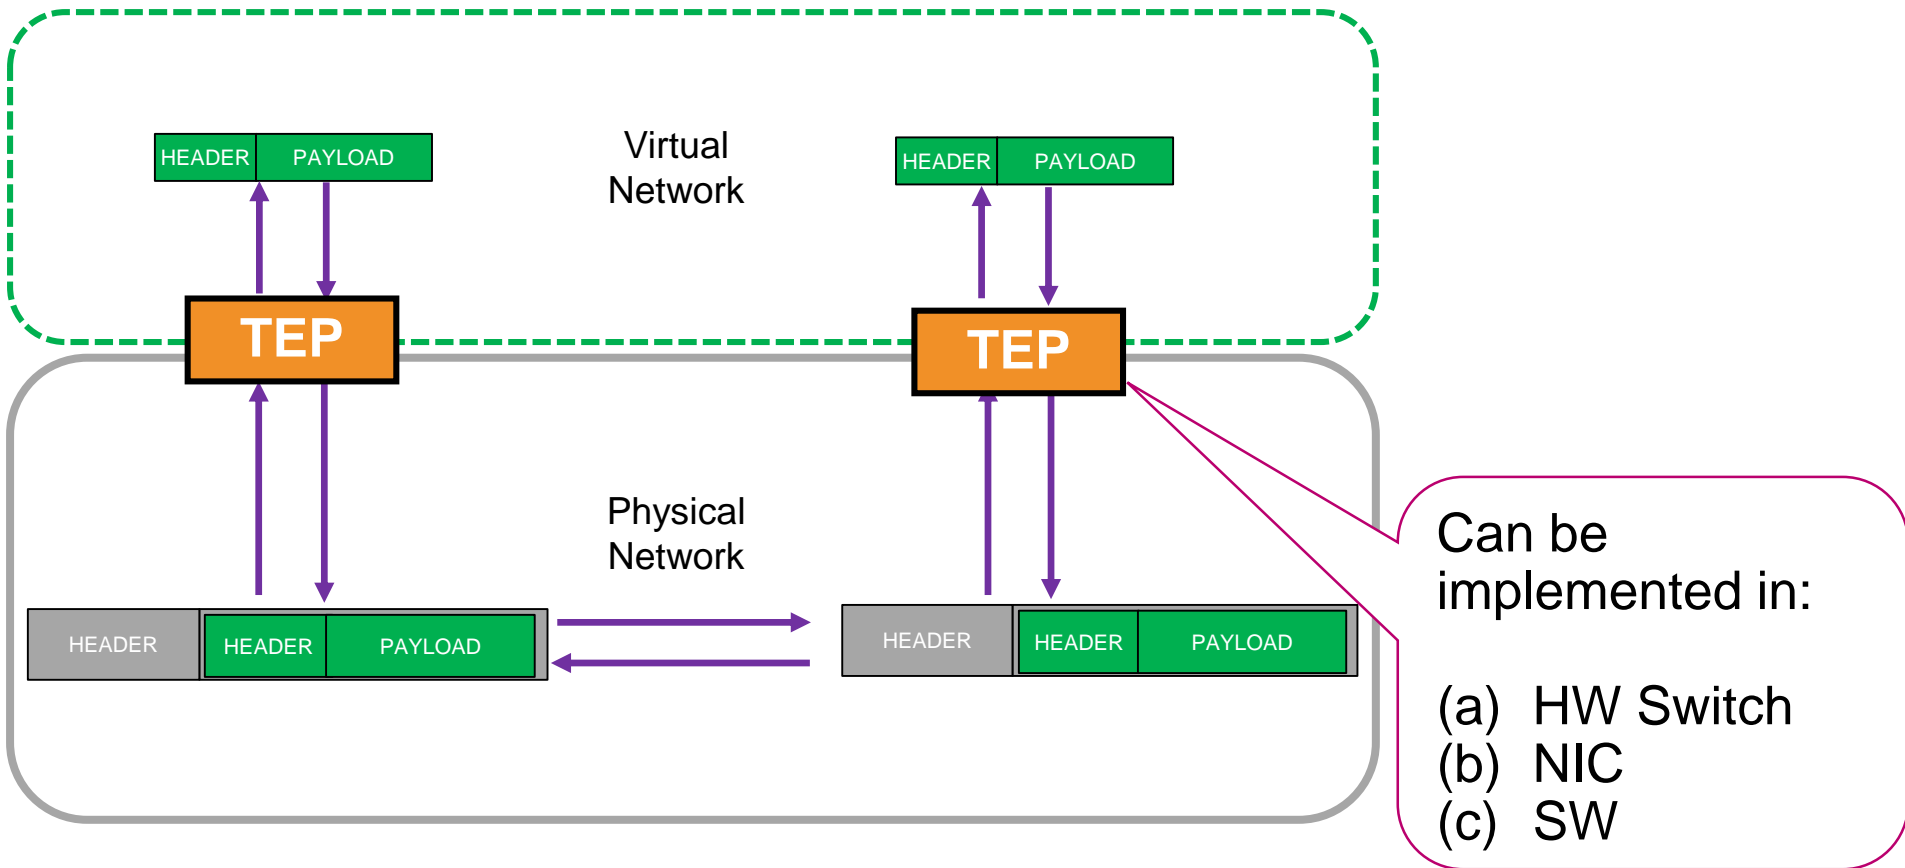 HEADER PAYLOAD
Virtual
Network
HEADER PAYLOAD
TEP
TEP
Physical
Network
HEADER HEADER PAYLOAD
HEADER HEADER PAYLOAD
Can be
implemented in:
(a) HW Switch
(b) NIC
(c) SW